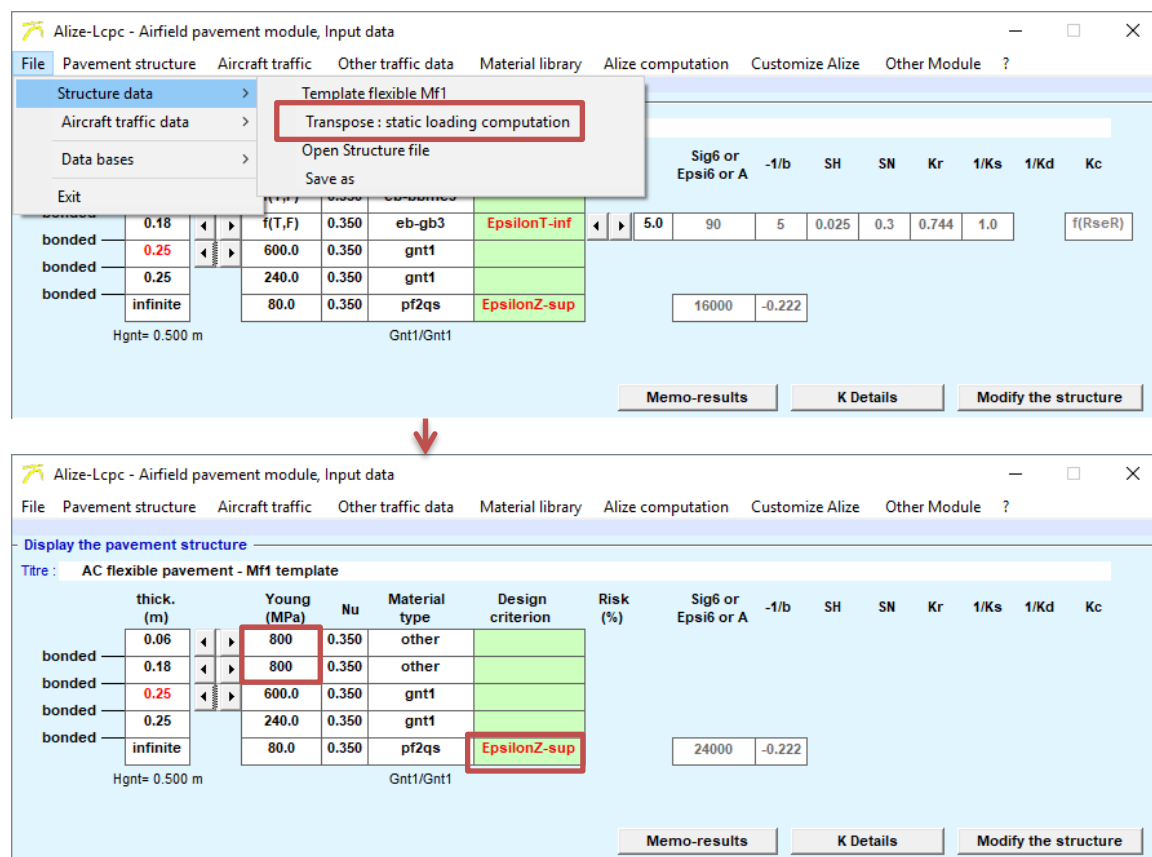 Alize-Lcpc - Airfield pavement module, Input data
File Pavement structure Aircraft traffic Other traffic data Material library Alize computation Customize Alize Other Module ?
Structure data > Template flexible Mf1
Transpose : static loading computation
Aircraft traffic data > Open Structure file
Data bases > Save as
Exit
Sig6 or Epsi6 or A -1/b SH SN Kr 1/Ks 1/Kd Kc
bonded
0.18 f(T,F) 0.350 eb-gb3 EpsilonT-inf 5.0 90 5 0.025 0.3 0.744 1.0 f(RseR)
bonded
0.25 600.0 0.350 gnt1
bonded
0.25 240.0 0.350 gnt1
bonded
infinite 80.0 0.350 pf2qs EpsilonZ-sup 16000 -0.222
Hgnt= 0.500 m Gnt1/Gnt1
Memo-results K Details Modify the structure
Alize-Lcpc - Airfield pavement module, Input data
File Pavement structure Aircraft traffic Other traffic data Material library Alize computation Customize Alize Other Module ?
Display the pavement structure
Titre : AC flexible pavement - Mf1 template
thick. (m) Young (MPa) Nu Material type Design criterion Risk (%) Sig6 or Epsi6 or A -1/b SH SN Kr 1/Ks 1/Kd Kc
0.06 800 0.350 other
bonded
0.18 800 0.350 other
bonded
0.25 600.0 0.350 gnt1
bonded
0.25 240.0 0.350 gnt1
bonded
infinite 80.0 0.350 pf2qs EpsilonZ-sup 24000 -0.222
Hgnt= 0.500 m Gnt1/Gnt1
Memo-results K Details Modify the structure